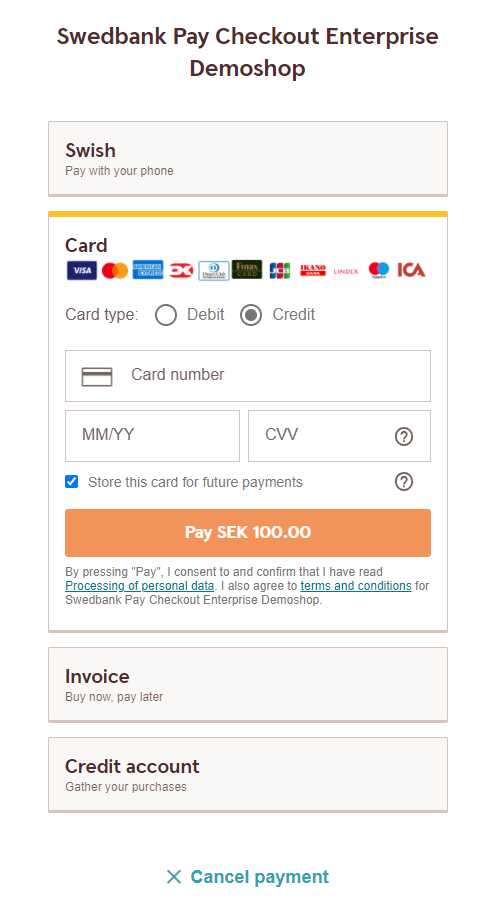 Swedbank Pay Checkout Enterprise
Demoshop
Swish
Pay with your phone
Card
VISA AMERICAN EXPRESS Diners Club Finax CARD JCB IKANO BANK LINDEX ICA
Card type: Debit Credit
Card number
MM/YY CVV ?
Store this card for future payments ?
Pay SEK 100.00
By pressing "Pay", I consent to and confirm that I have read
Processing of personal data. I also agree to terms and conditions for
Swedbank Pay Checkout Enterprise Demoshop.
Invoice
Buy now, pay later
Credit account
Gather your purchases
Cancel payment